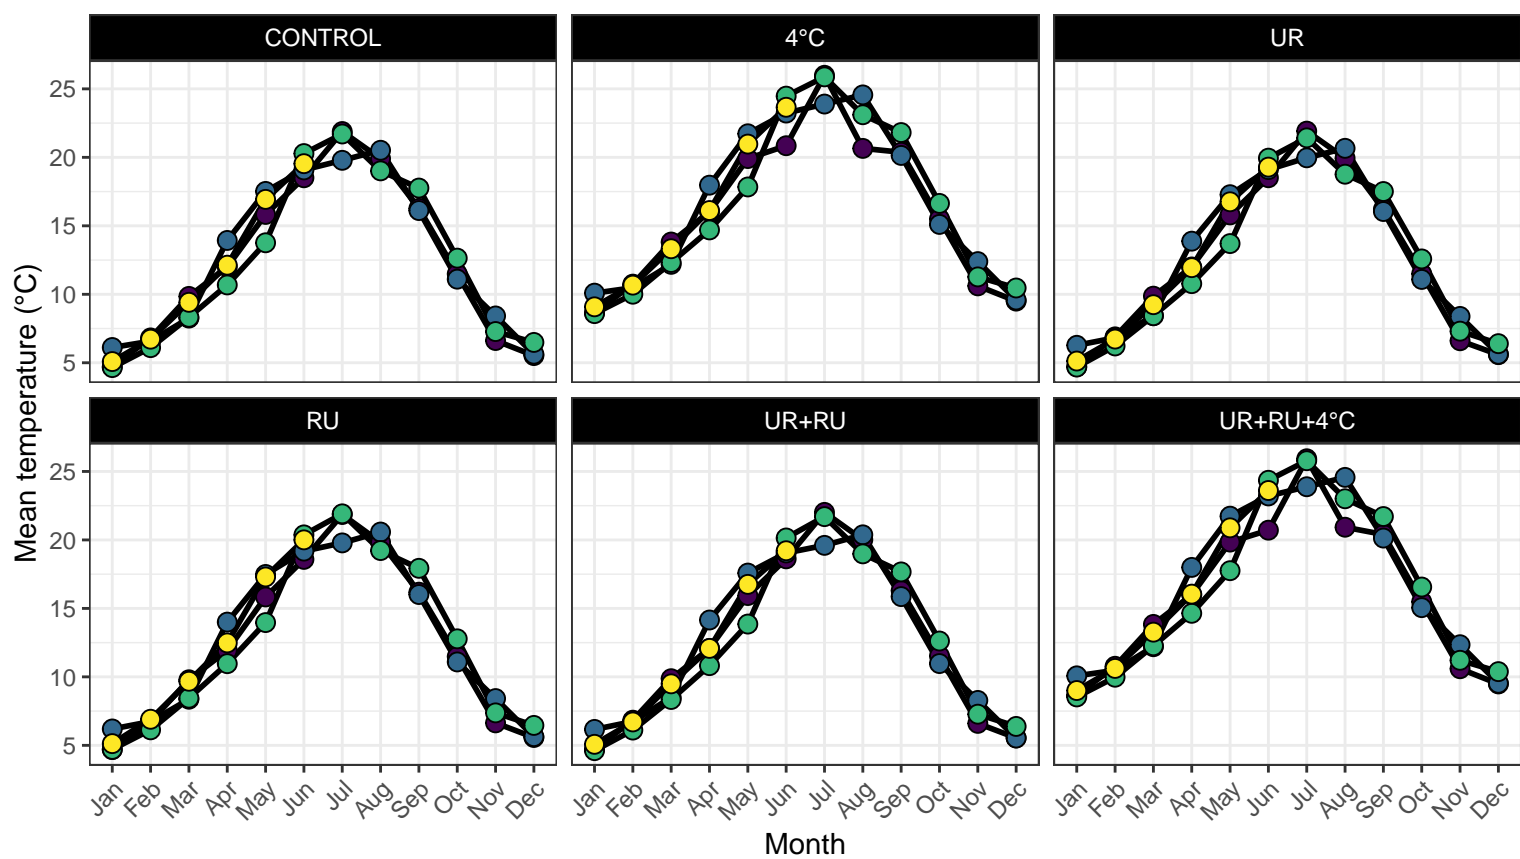 CONTROL
4°C
UR
25
20
15
10
5
RU
UR+RU
UR+RU+4°C
25
20
15
10
5
Mean temperature (°C)
Jan Feb Mar Apr May Jun Jul Aug Sep Oct Nov Dec
Jan Feb Mar Apr May Jun Jul Aug Sep Oct Nov Dec
Jan Feb Mar Apr May Jun Jul Aug Sep Oct Nov Dec
Month